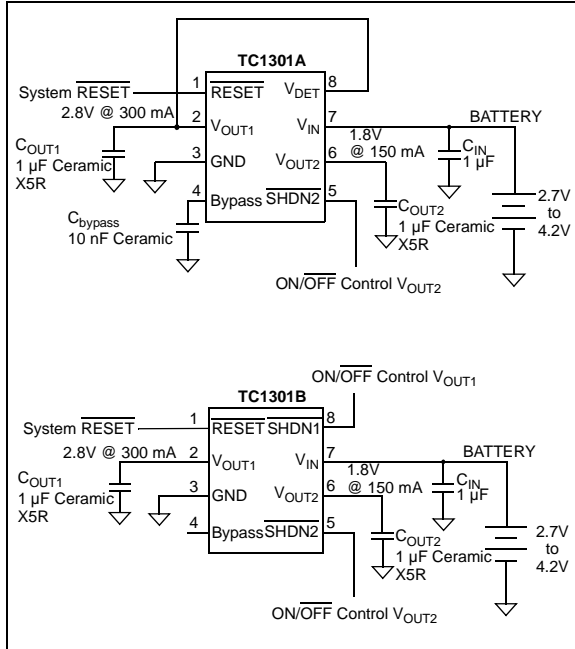 TC1301A
System RESET
1
RESET
VDET
8
2.8V @ 300 mA
2
VOUT1
VIN
7
BATTERY
COUT1
1 µF Ceramic
X5R
3
GND
VOUT2
6
1.8V
@ 150 mA
CIN
1 µF
4
Bypass
SHDN2
5
Cbypass
10 nF Ceramic
COUT2
1 µF Ceramic
X5R
2.7V
to
4.2V
ON/OFF Control VOUT2
ON/OFF Control VOUT1
TC1301B
System RESET
1
RESET
SHDN1
8
2.8V @ 300 mA
2
VOUT1
VIN
7
BATTERY
COUT1
1 µF Ceramic
X5R
3
GND
VOUT2
6
1.8V
@ 150 mA
CIN
1 µF
4
Bypass
SHDN2
5
COUT2
1 µF Ceramic
X5R
2.7V
to
4.2V
ON/OFF Control VOUT2